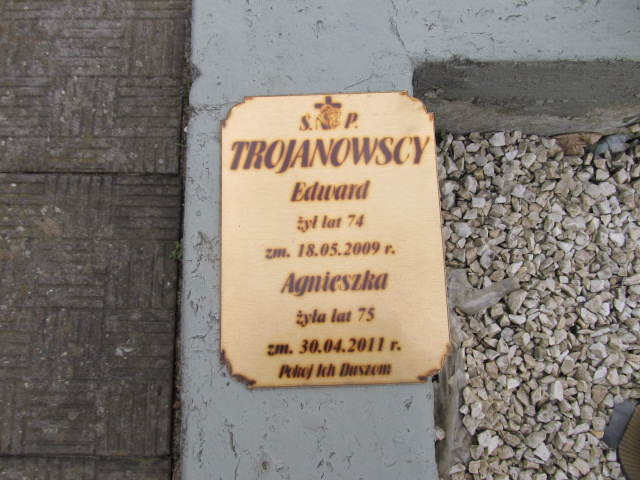 S. P.
TROJANOWSCY
Edward
żył lat 74
zm. 18.05.2009 r.
Agnieszka
żyła lat 75
zm. 30.04.2011 r.
Pokój Ich Duszom